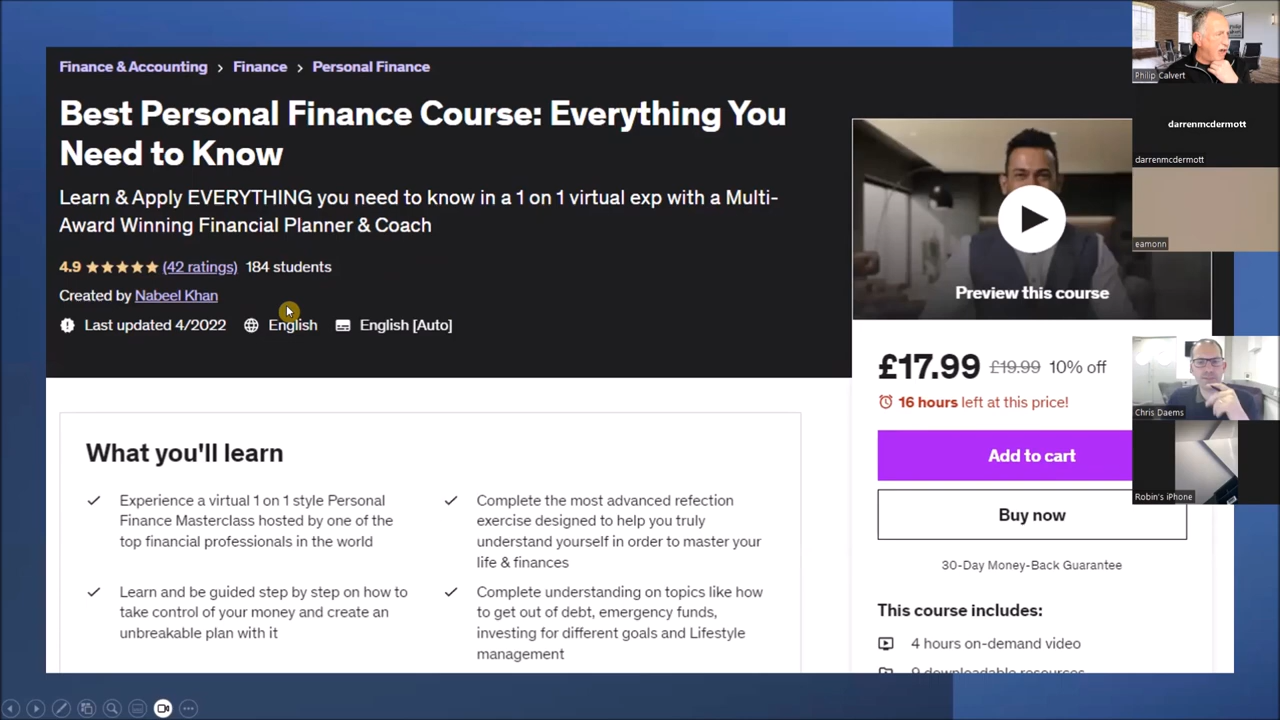 Finance & Accounting > Finance > Personal Finance
Best Personal Finance Course: Everything You
Need to Know
Learn & Apply EVERYTHING you need to know in a 1 on 1 virtual exp with a Multi-
Award Winning Financial Planner & Coach
4.9 ★★★★★ (42 ratings) 184 students
Created by Nabeel Khan
Last updated 4/2022 English English [Auto]
What you'll learn
Experience a virtual 1 on 1 style Personal
Finance Masterclass hosted by one of the
top financial professionals in the world
Learn and be guided step by step on how to
take control of your money and create an
unbreakable plan with it
Complete the most advanced refection
exercise designed to help you truly
understand yourself in order to master your
life & finances
Complete understanding on topics like how
to get out of debt, emergency funds,
investing for different goals and Lifestyle
management
Preview this course
£17.99 £19.99 10% off
16 hours left at this price!
Add to cart
Buy now
30-Day Money-Back Guarantee
This course includes:
4 hours on-demand video
9 downloadable resources
Philip Calvert
darrenmcdermott
darrenmcdermott
eamonn
Chris Daems
Robin's iPhone